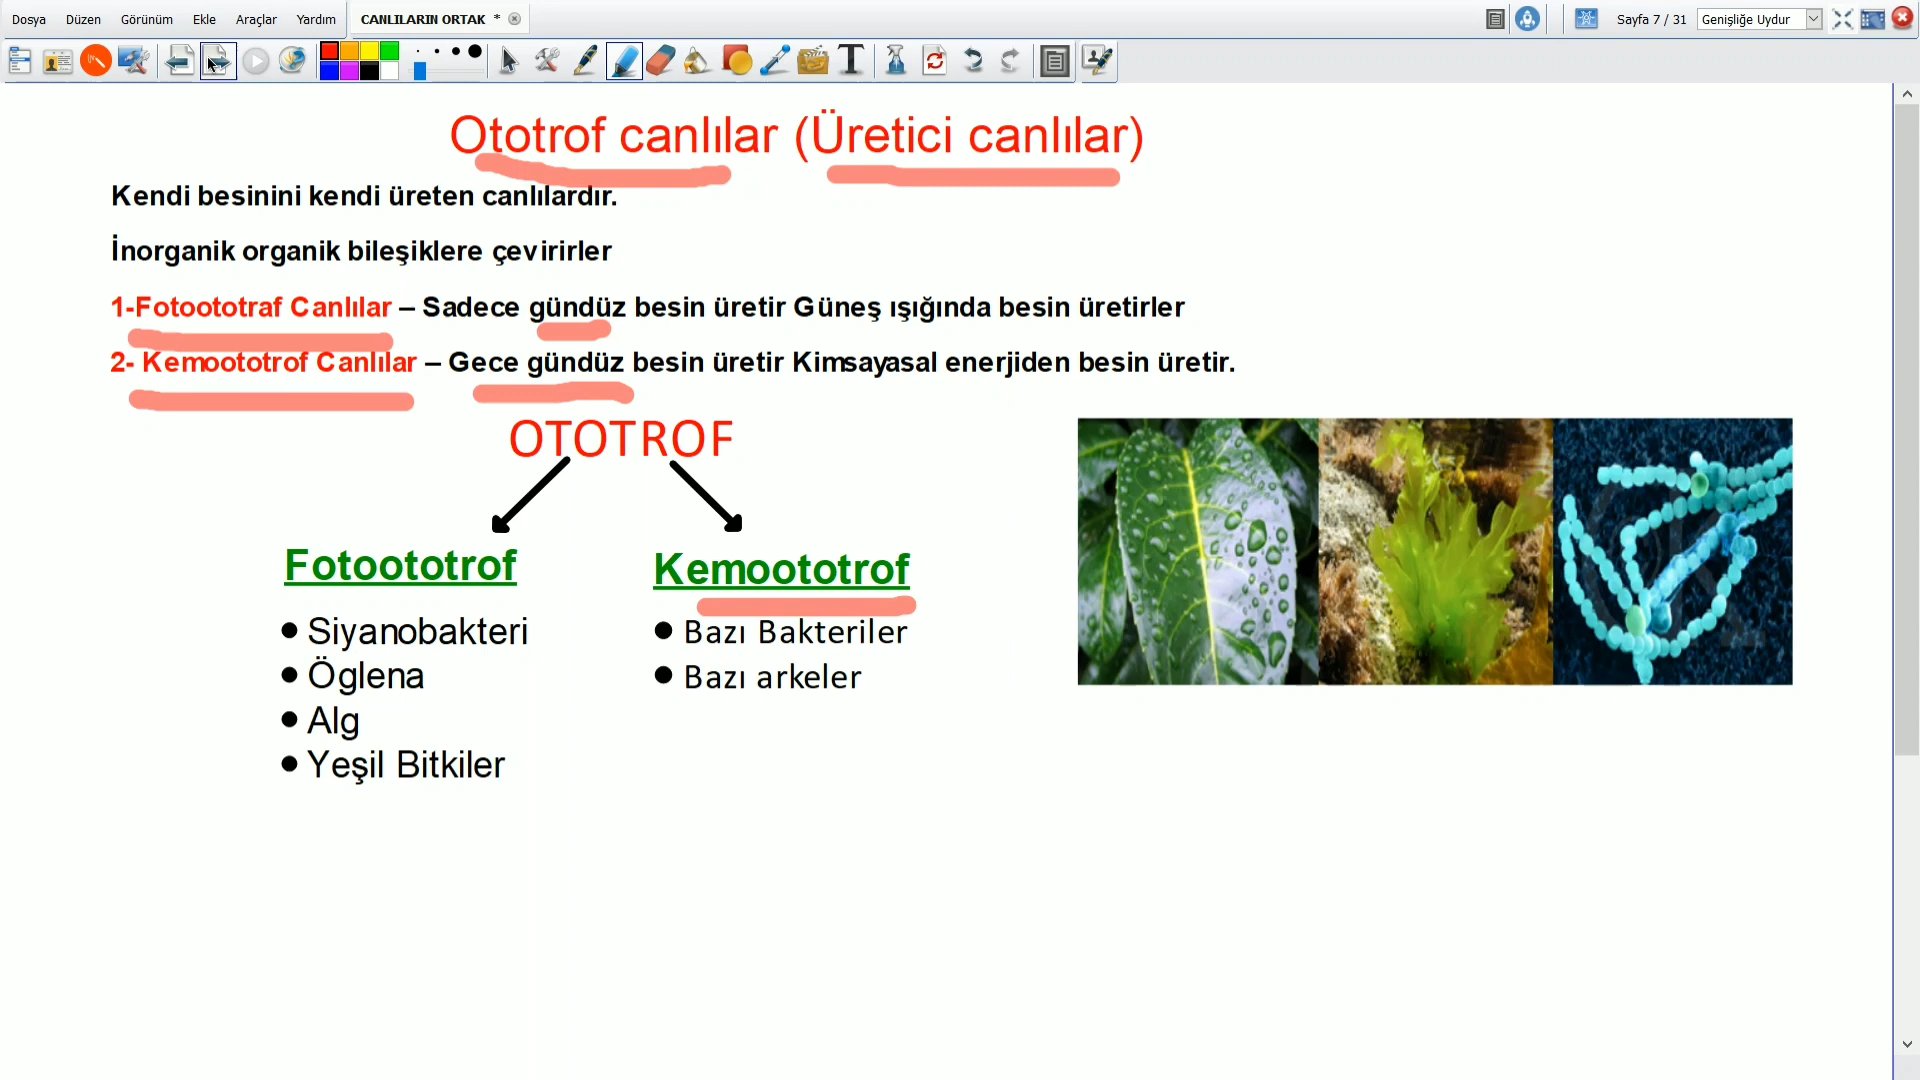 Dosya Düzen Görünüm Ekle Araçlar Yardım CANLILARIN ORTAK * Sayfa 7 / 31 Genişliğe Uydur
Ototrof canlılar (Üretici canlılar)
Kendi besinini kendi üreten canlılardır.
İnorganik organik bileşiklere çevirirler
1-Fotoototraf Canlılar – Sadece gündüz besin üretir Güneş ışığında besin üretirler
2- Kemoototrof Canlılar – Gece gündüz besin üretir Kimsayasal enerjiden besin üretir.
OTOTROF
Fotoototrof
• Siyanobakteri
• Öglena
• Alg
• Yeşil Bitkiler
Kemoototrof
• Bazı Bakteriler
• Bazı arkeler